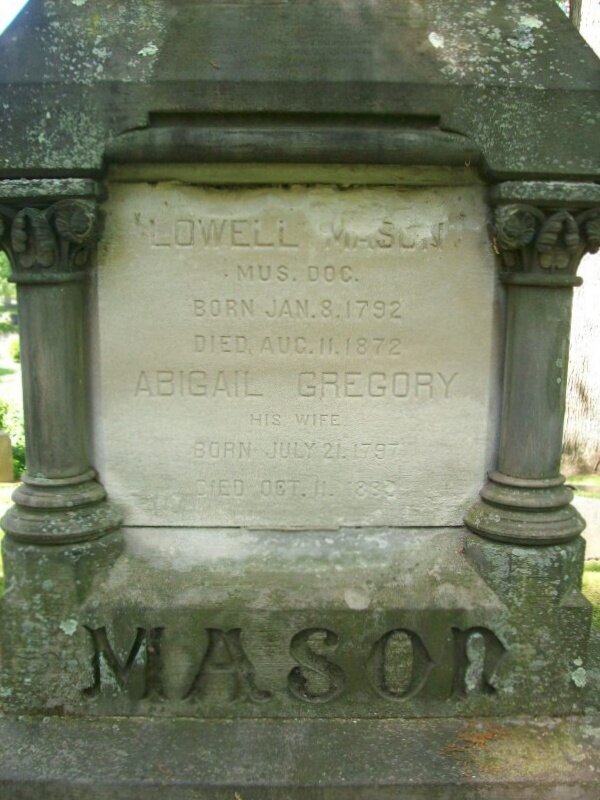 LOWELL MASON
MUS. DOC.
BORN JAN. 8. 1792
DIED, AUG. 11. 1872
ABIGAIL GREGORY
HIS WIFE
BORN JULY 21. 1797
DIED OCT.
MASON